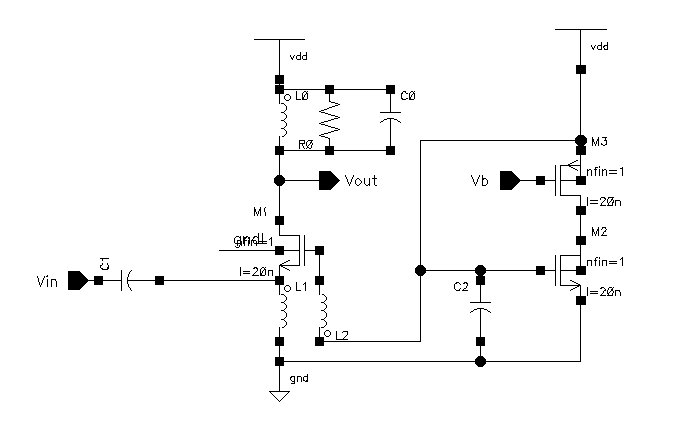 vdd
vdd
L0
C0
R0
M3
nfin=1
Vout
Vb
l=20n
M1
M2
gndl
nfin=1
nfin=1
C1
l=20n
Vin
L1
C2
l=20n
L2
gnd